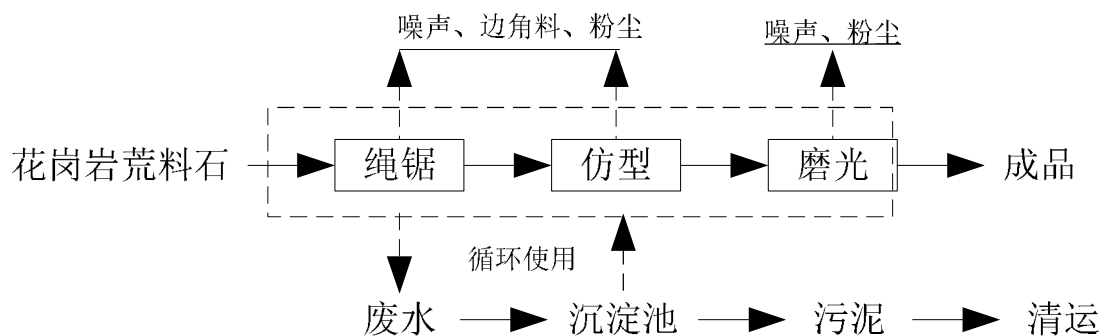 噪声、边角料、粉尘
噪声、粉尘
花岗岩荒料石
绳锯
仿型
磨光
成品
循环使用
废水
沉淀池
污泥
清运